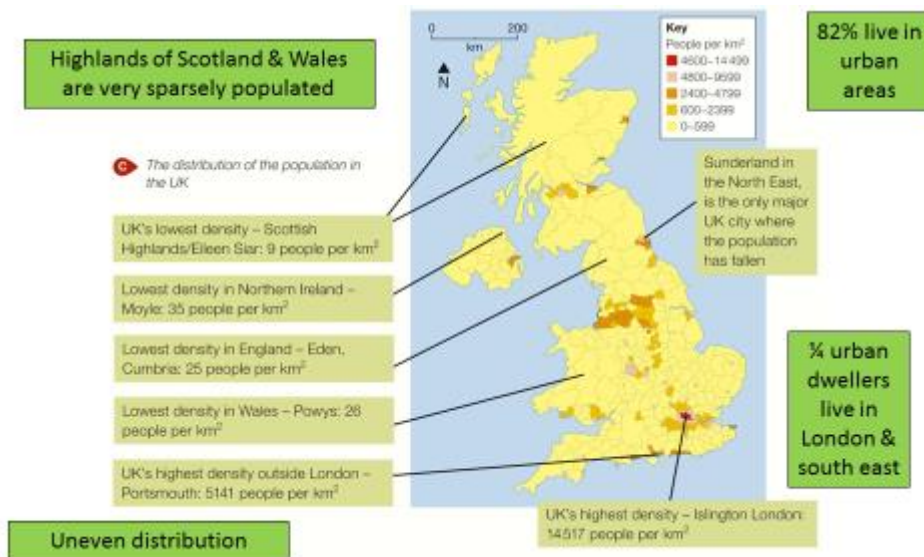 Highlands of Scotland & Wales
are very sparsely populated
0
200
km
N
Key
People per km²
4600–14 499
4800–9599
2400–4799
600–2399
0–599
82% live in
urban
areas
C
The distribution of the population in
the UK
Sunderland in
the North East,
is the only major
UK city where
the population
has fallen
UK's lowest density – Scottish
Highlands/Eileen Siar: 9 people per km²
Lowest density in Northern Ireland –
Moyle: 35 people per km²
Lowest density in England – Eden,
Cumbria: 25 people per km²
Lowest density in Wales – Powys: 26
people per km²
UK's highest density outside London –
Portsmouth: 5141 people per km²
¼ urban
dwellers
live in
London &
south east
UK's highest density – Islington London:
14 517 people per km²
Uneven distribution